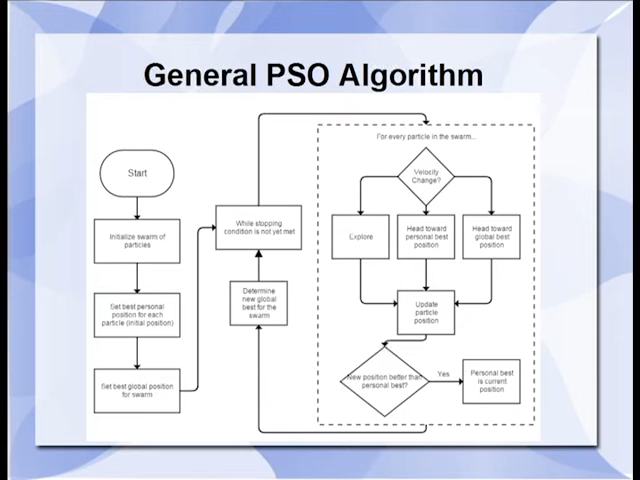 General PSO Algorithm
For every particle in the swarm...
Start
Velocity
Change?
Initialize swarm of
particles
While stopping
condition is not yet met
Explore
Head toward
personal best
position
Head toward
global best
position
Set best personal
position for each
particle (initial position)
Determine
new global
best for the
swarm
Update
particle
position
Set best global position
for swarm
New position better than
personal best?
Yes
Personal best
is current
position